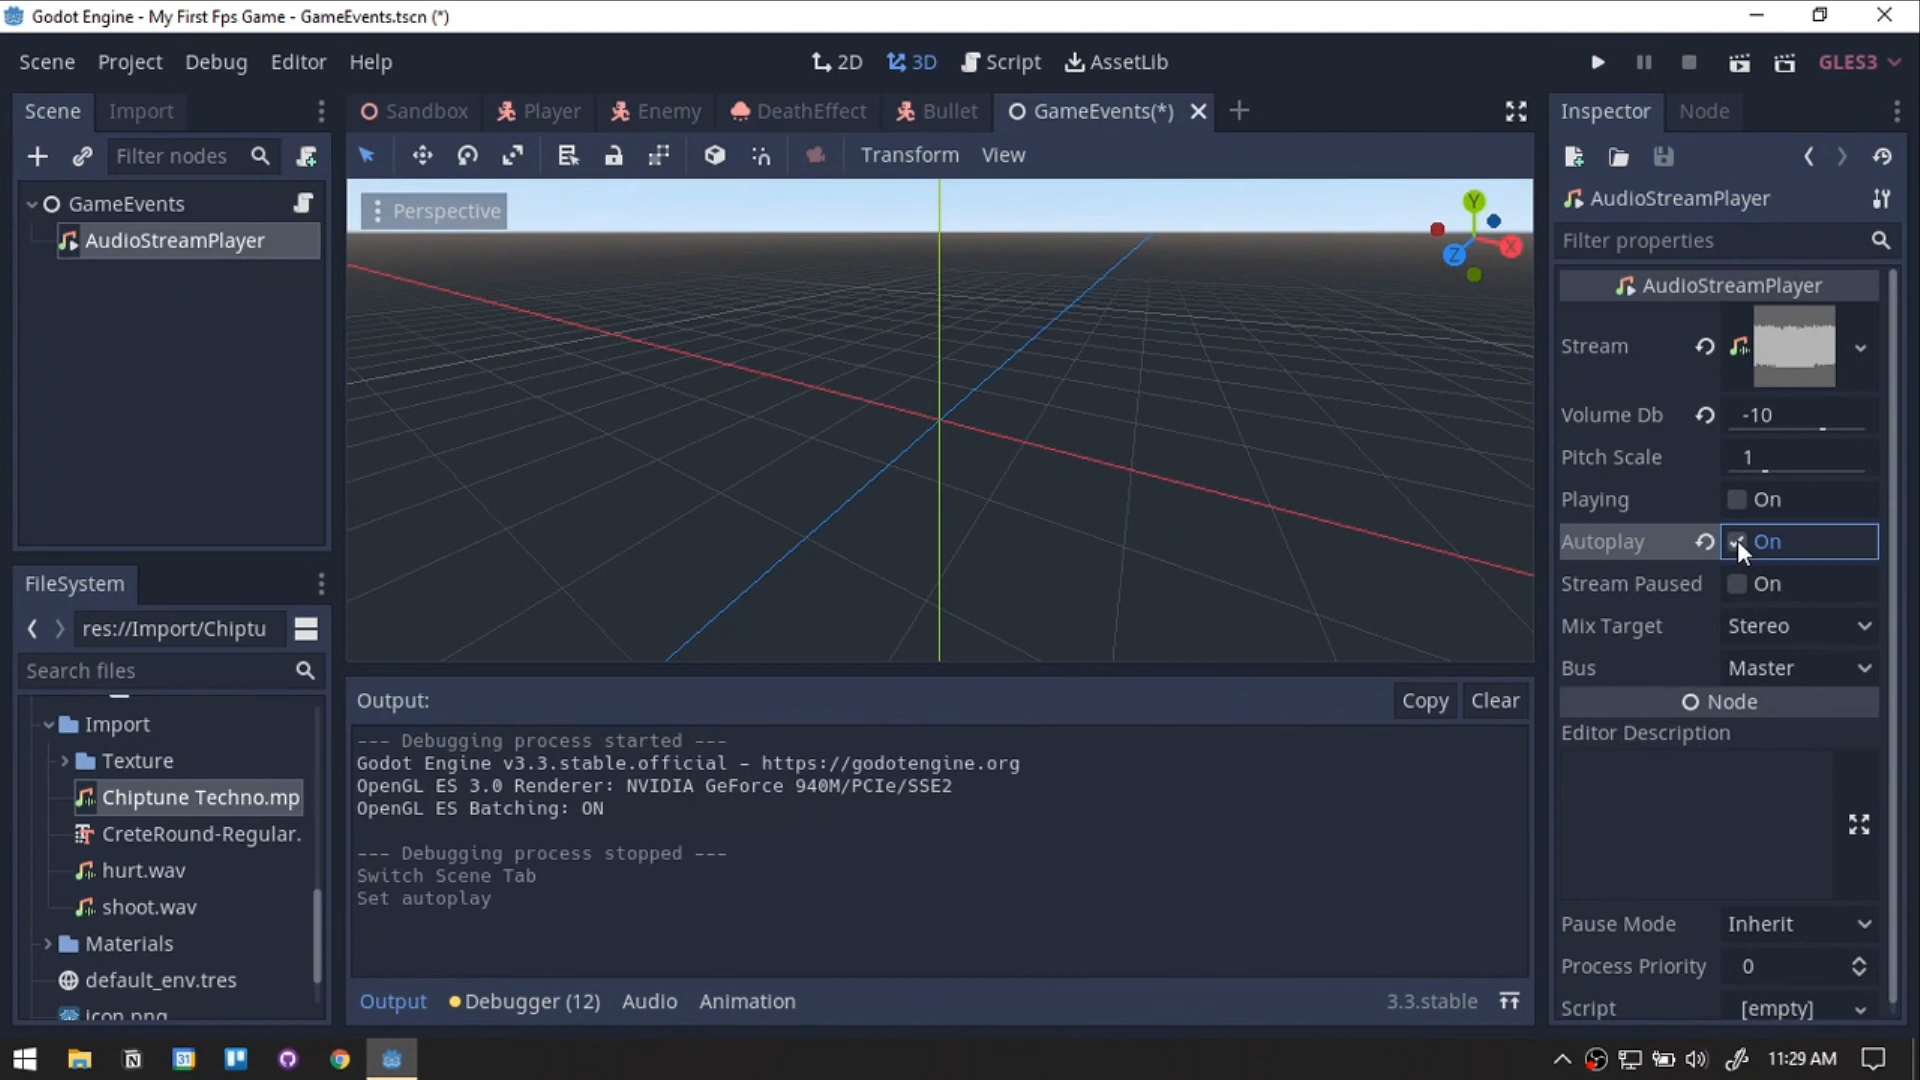 Godot Engine - My First Fps Game - GameEvents.tscn (*)
Scene Project Debug Editor Help
2D 3D Script AssetLib
GLES3
Scene Import
Sandbox Player Enemy DeathEffect Bullet GameEvents(*)
Inspector Node
Filter nodes
Transform View
GameEvents
AudioStreamPlayer
Perspective
Y
X
Z
AudioStreamPlayer
Filter properties
AudioStreamPlayer
Stream
Volume Db -10
Pitch Scale 1
Playing On
Autoplay On
Stream Paused On
Mix Target Stereo
Bus Master
Node
Editor Description
Pause Mode Inherit
Process Priority 0
Script [empty]
FileSystem
res://Import/Chiptu
Search files
Import
Texture
Chiptune Techno.mp
CreteRound-Regular.
hurt.wav
shoot.wav
Materials
default_env.tres
icon.png
Output: Copy Clear
--- Debugging process started ---
Godot Engine v3.3.stable.official - https://godotengine.org
OpenGL ES 3.0 Renderer: NVIDIA GeForce 940M/PCIe/SSE2
OpenGL ES Batching: ON
--- Debugging process stopped ---
Switch Scene Tab
Set autoplay
Output Debugger (12) Audio Animation 3.3.stable
31
11:29 AM